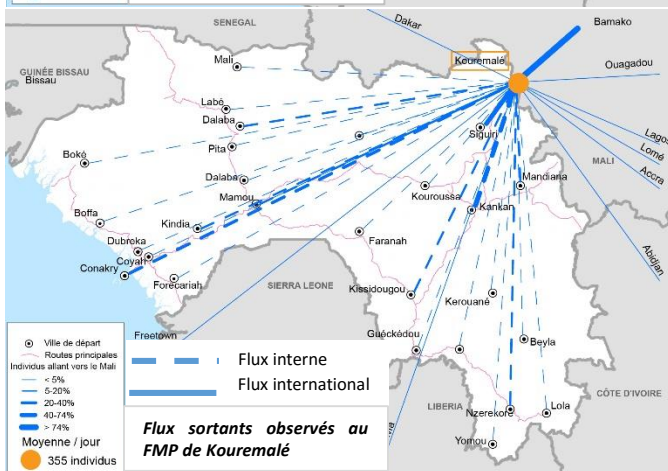 SENEGAL
Dakar
Bamako
GUINÉE BISSAU
Bissau
Mali
Kouremalé
Ouagadou
Labé
Dalaba
Pita
Siguiri
Lagos
Lomé
Accra
MALI
Boké
Dalaba
Mamou
Kouroussa
Mandiana
Kankan
Boffa
Kindia
Dubreka
Coyah
Conakry
Forécariah
Faranah
Abidjan
SIERRA LEONE
Kissidougou
Kerouané
Freetown
Guéckédou
Beyla
CÔTE D'IVOIRE
LIBERIA
Nzerekore
Lola
Yomou
Ville de départ
Routes principales
Individus allant vers le Mali
< 5%
5-20%
20-40%
40-74%
> 74%
Moyenne / jour
355 individus
Flux interne
Flux international
Flux sortants observés au
FMP de Kouremalé